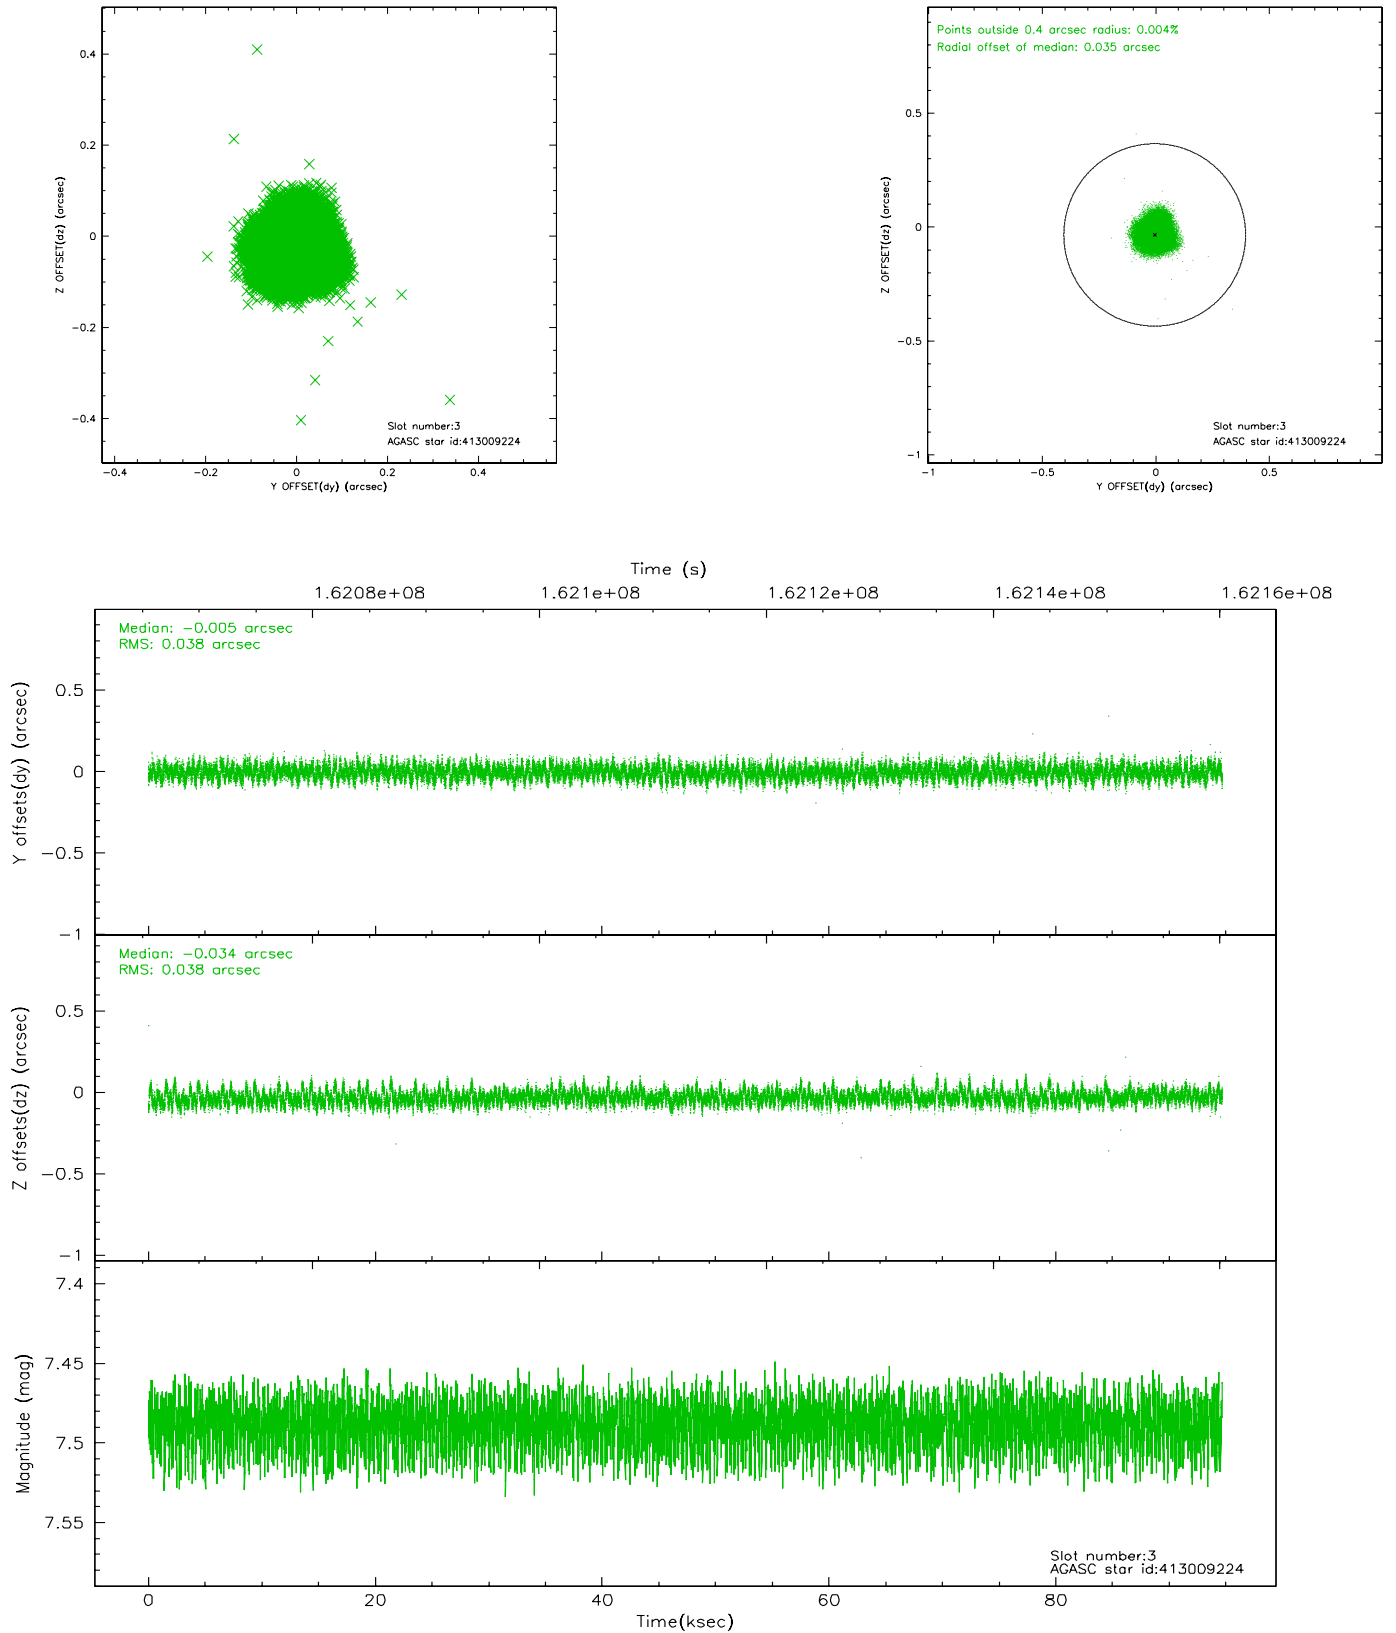 0.4
0.2
0
-0.2
-0.4
Z OFFSET(dz) (arcsec)
Slot number:3
AGASC star id:413009224
-0.4 -0.2 0 0.2 0.4
Y OFFSET(dy) (arcsec)
Points outside 0.4 arcsec radius: 0.004%
Radial offset of median: 0.035 arcsec
0.5
0
-0.5
-1
Z OFFSET(dz) (arcsec)
Slot number:3
AGASC star id:413009224
-1 -0.5 0 0.5
Y OFFSET(dy) (arcsec)
Time (s)
1.6208e+08 1.621e+08 1.6212e+08 1.6214e+08 1.6216e+08
Median: -0.005 arcsec
RMS: 0.038 arcsec
0.5
0
-0.5
-1
Y offsets(dy) (arcsec)
Median: -0.034 arcsec
RMS: 0.038 arcsec
0.5
0
-0.5
-1
Z offsets(dz) (arcsec)
7.4
7.45
7.5
7.55
Magnitude (mag)
Slot number:3
AGASC star id:413009224
0 20 40 60 80
Time(ksec)